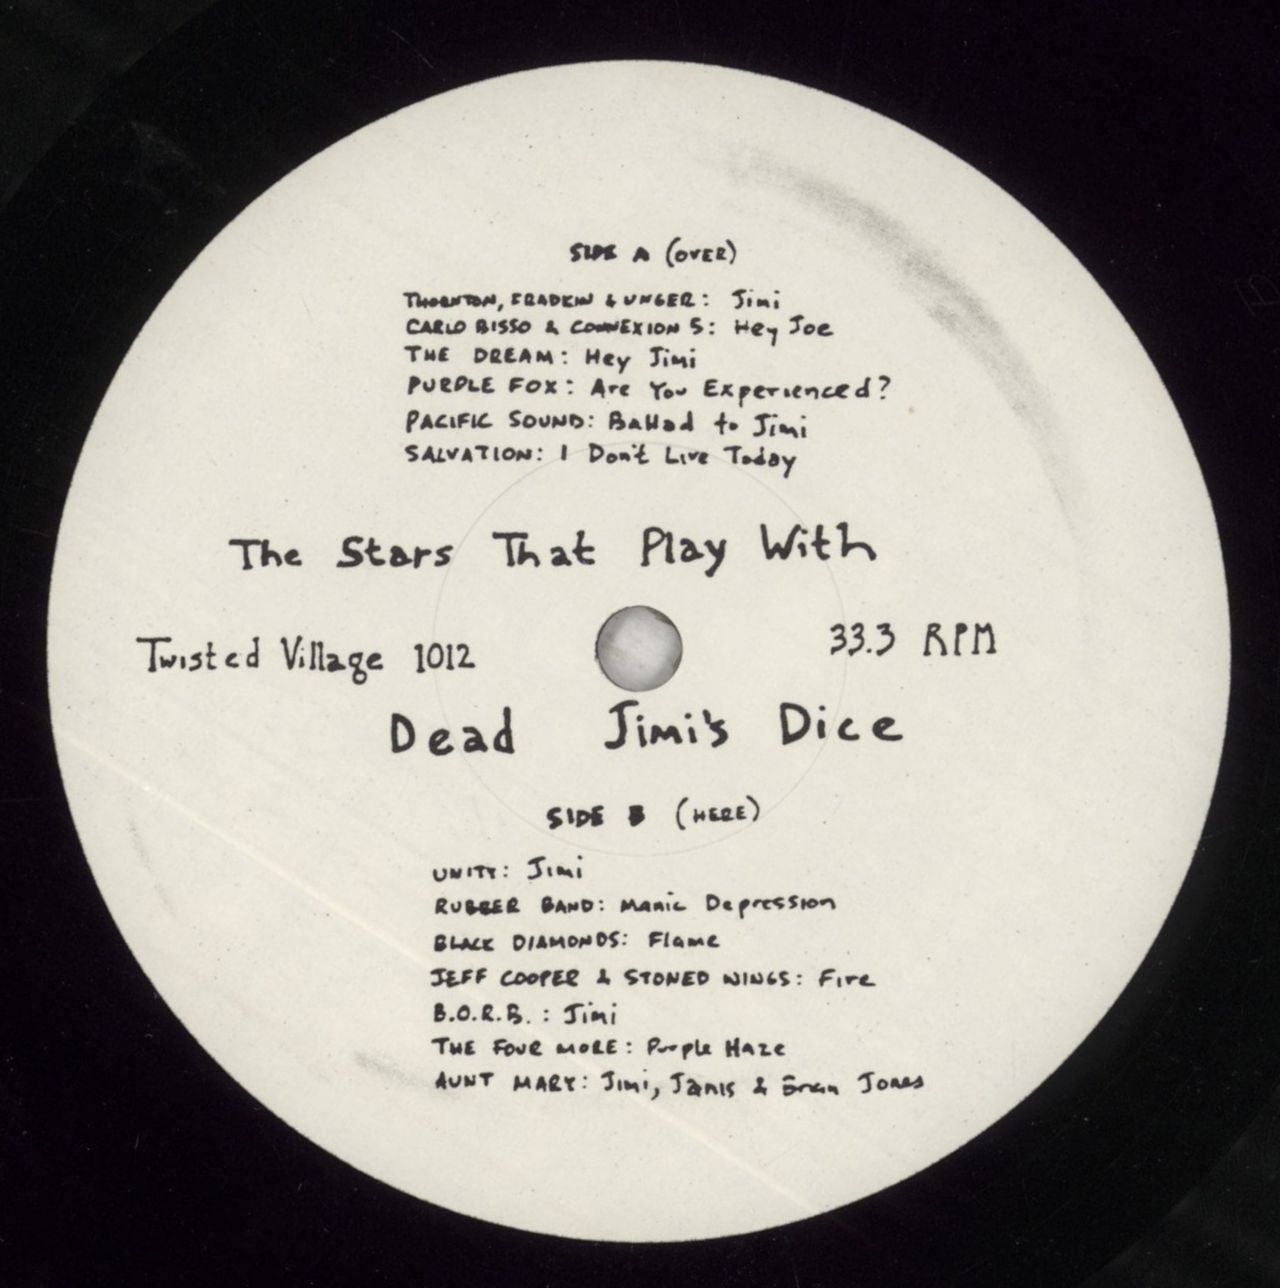 SIDE A (OVER)
THORNTON, FRADKIN & UNGER: Jimi
CARLO BISSO & CONNEXION 5: Hey Joe
THE DREAM: Hey Jimi
PURPLE FOX: Are You Experienced?
PACIFIC SOUND: Ballad to Jimi
SALVATION: I Don't Live Today
The Stars That Play With
Twisted Village 1012
33.3 RPM
Dead Jimi's Dice
SIDE B (HERE)
UNITY: Jimi
RUBBER BAND: Manic Depression
BLACK DIAMONDS: Flame
JEFF COOPER & STONED WINGS: Fire
B.O.R.B. : Jimi
THE FOUR MORE: Purple Haze
AUNT MARY: Jimi, Janis & Brian Jones